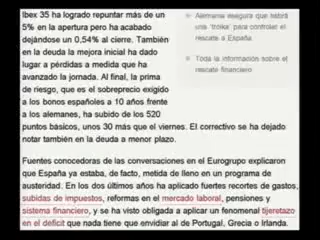 Ibex 35 ha logrado repuntar más de un
5% en la apertura pero ha acabado
dejándose un 0,54% al cierre. También
en la deuda la mejora inicial ha dado
lugar a pérdidas a medida que ha
avanzado la jornada. Al final, la prima
de riesgo, que es el sobreprecio exigido
a los bonos españoles a 10 años frente
a los alemanes, ha subido de los 520
puntos básicos, unos 30 más que el viernes. El correctivo se ha dejado
notar también en la deuda a menor plazo.
Fuentes conocedoras de las conversaciones en el Eurogrupo explicaron
que España ya estaba, de facto, metida de lleno en un programa de
austeridad. En los dos últimos años ha aplicado fuertes recortes de gastos,
subidas de impuestos, reformas en el mercado laboral, pensiones y
sistema financiero, y se ha visto obligado a aplicar un fenomenal tijeretazo
en el déficit que nada tiene que envidiar al de Portugal, Grecia o Irlanda.
Alemania asegura que habrá
una 'troika' para controlar el
rescate a España
Toda la información sobre el
rescate financiero